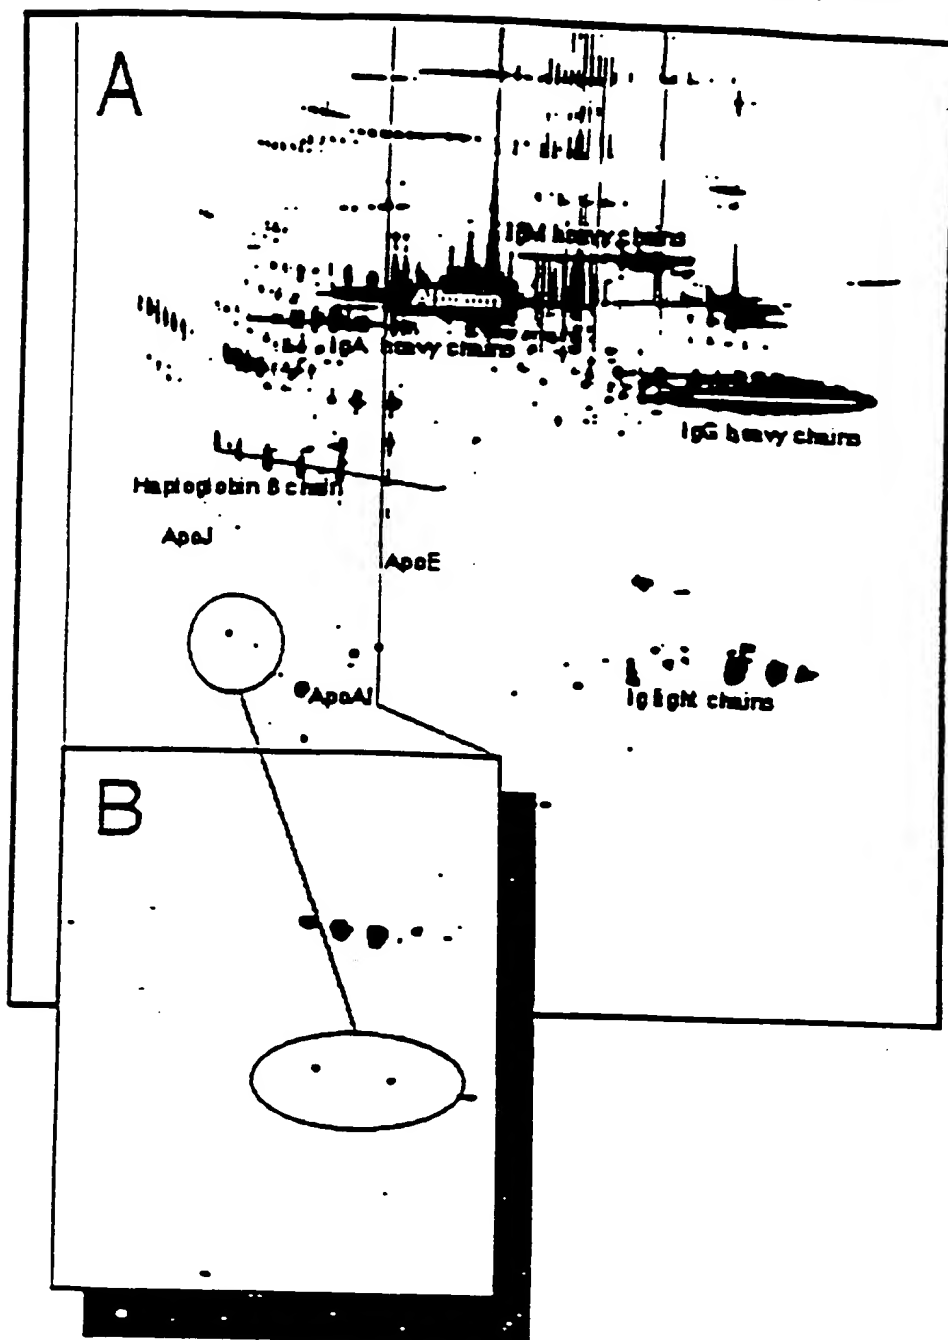 A
IgM heavy chains
Albumin
IgA heavy chains
IgG heavy chains
Haptoglobin β chain
ApoJ
ApoE
ApoAI
Ig light chains
B